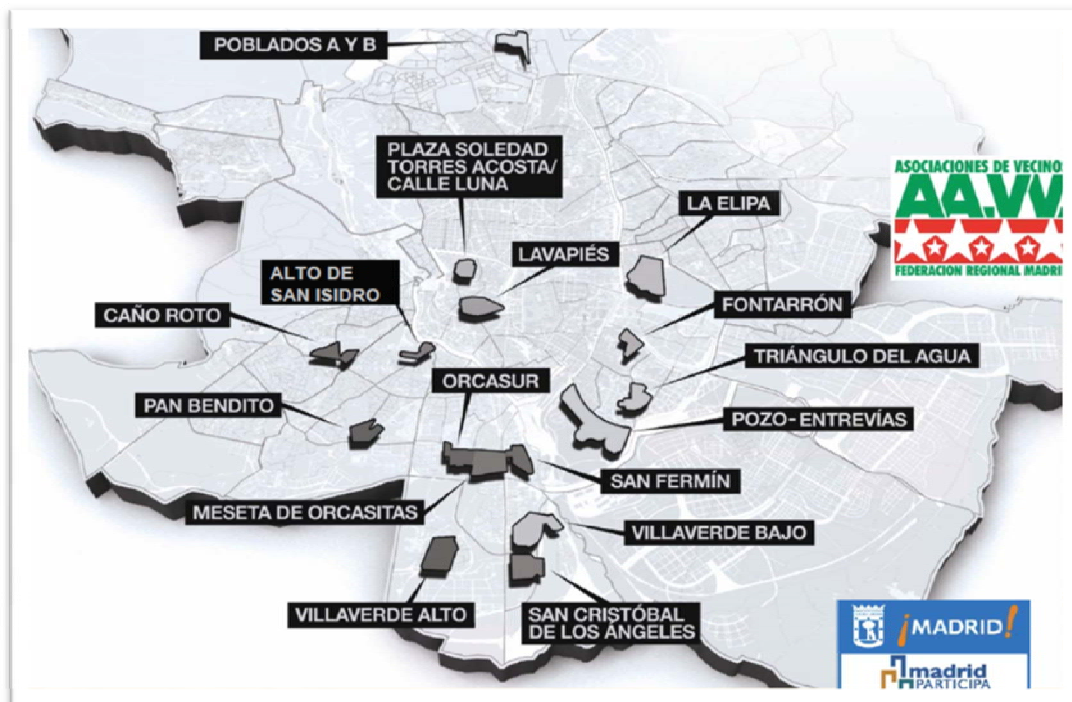 POBLADOS A Y B
PLAZA SOLEDAD
TORRES ACOSTA/
CALLE LUNA
ASOCIACIONES DE VECINOS
AA.VV.
FEDERACION REGIONAL MADRI
LA ELIPA
LAVAPIÉS
ALTO DE
SAN ISIDRO
FONTARRÓN
CAÑO ROTO
TRIÁNGULO DEL AGUA
ORCASUR
PAN BENDITO
POZO-ENTREVÍAS
SAN FERMÍN
MESETA DE ORCASITAS
VILLAVERDE BAJO
VILLAVERDE ALTO
SAN CRISTÓBAL
DE LOS ÁNGELES
¡MADRID!
madrid
PARTICIPA